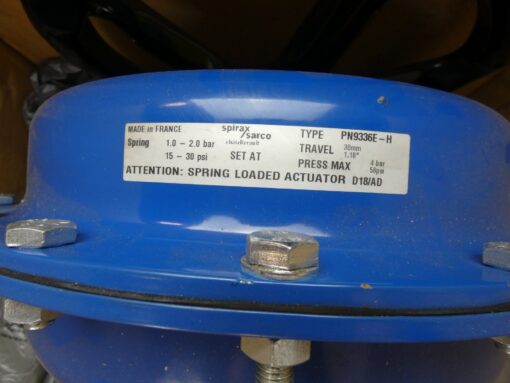 MADE IN FRANCE
spirax
/sarco
châtellerault
TYPE PN9336E-H
Spring 1.0 – 2.0 bar
15 – 30 psi
SET AT
TRAVEL 30mm
1.18"
PRESS MAX 4 bar
58psi
ATTENTION: SPRING LOADED ACTUATOR D18/AD